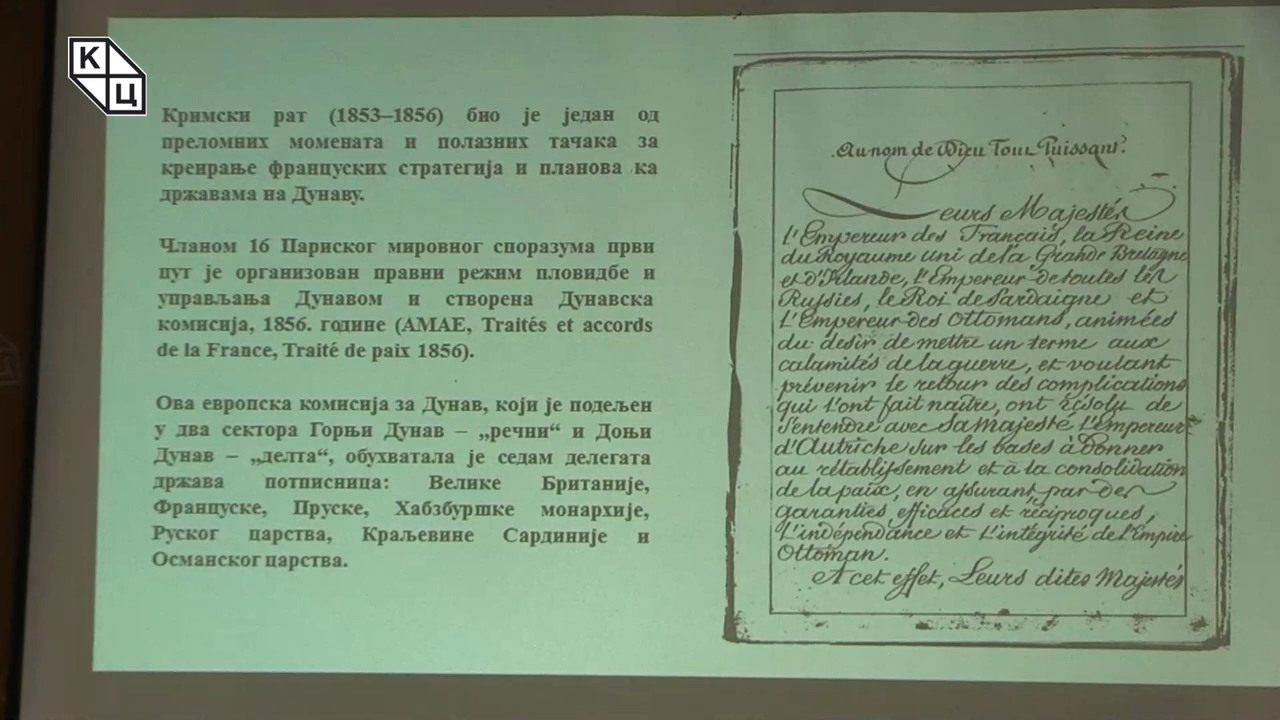 К
Ц
Кримски рат (1853–1856) био је један од
преломних момената и полазних тачака за
креирање француских стратегија и планова ка
државама на Дунаву.
Чланом 16 Париског мировног споразума први
пут је организован правни режим пловидбе и
управљања Дунавом и створена Дунавска
комисија, 1856. године (AMAE, Traités et accords
de la France, Traité de paix 1856).
Ова европска комисија за Дунав, који је подељен
у два сектора Горњи Дунав – „речни“ и Доњи
Дунав – „делта“, обухватала је седам делегата
држава потписница: Велике Британије,
Француске, Пруске, Хабзбуршке монархије,
Руског царства, Краљевине Сардиније и
Османског царства.
Au nom de Dieu Tout Puissant.
Leurs Majestés
l'Empereur des Français, la Reine
du Royaume uni de la Grande Bretagne
et d'Irlande, l'Empereur de toutes les
Russies, le Roi de Sardaigne et
l'Empereur des Ottomans, animées
du désir de mettre un terme aux
calamités de la guerre, et voulant
prévenir le retour des complications
qui l'ont fait naître, ont résolu de
s'entendre avec Sa Majesté l'Empereur
d'Autriche sur les bases à donner
au rétablissement et à la consolidation
de la paix, en assurant, par des
garanties efficaces et réciproques,
l'indépendance et l'intégrité de l'Empire
Ottoman.
A cet effet, Leurs dites Majestés